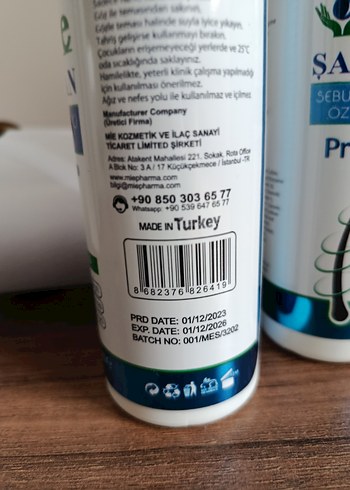 sadece
Göz ile temasından sakının,
Gözle teması halinde suyla iyice yıkayın.
Tahriş gelişirse kullanmayı bırakın,
Çocukların erişemeyeceği yerlerde ve 25°C
oda sıcaklığında saklayınız.
Hamilelikte, yeterli klinik çalışma yapılmadığı
için kullanılması önerilmez.
Ağız ve nefes yolu ile kullanılmaz ve içilmez
Manufacturer Company
(Üretici Firma)
MİE KOZMETİK VE İLAÇ SANAYİ
TİCARET LİMİTED ŞİRKETİ
Adres: Atakent Mahallesi 221. Sokak, Rota Office
A Blok No: 3 A / 17 Küçükçekmece / İstanbul -TR
www.miepharma.com
bilgi@miepharma.com
+90 850 303 65 77
Whatsapp: +90 539 647 65 77
MADE IN Turkey
8 682376 826419
PRD DATE: 01/12/2023
EXP. DATE: 01/12/2026
BATCH NO: 001/MES/3202
e
N
ŞA
SEBU
ÖZ
Pr